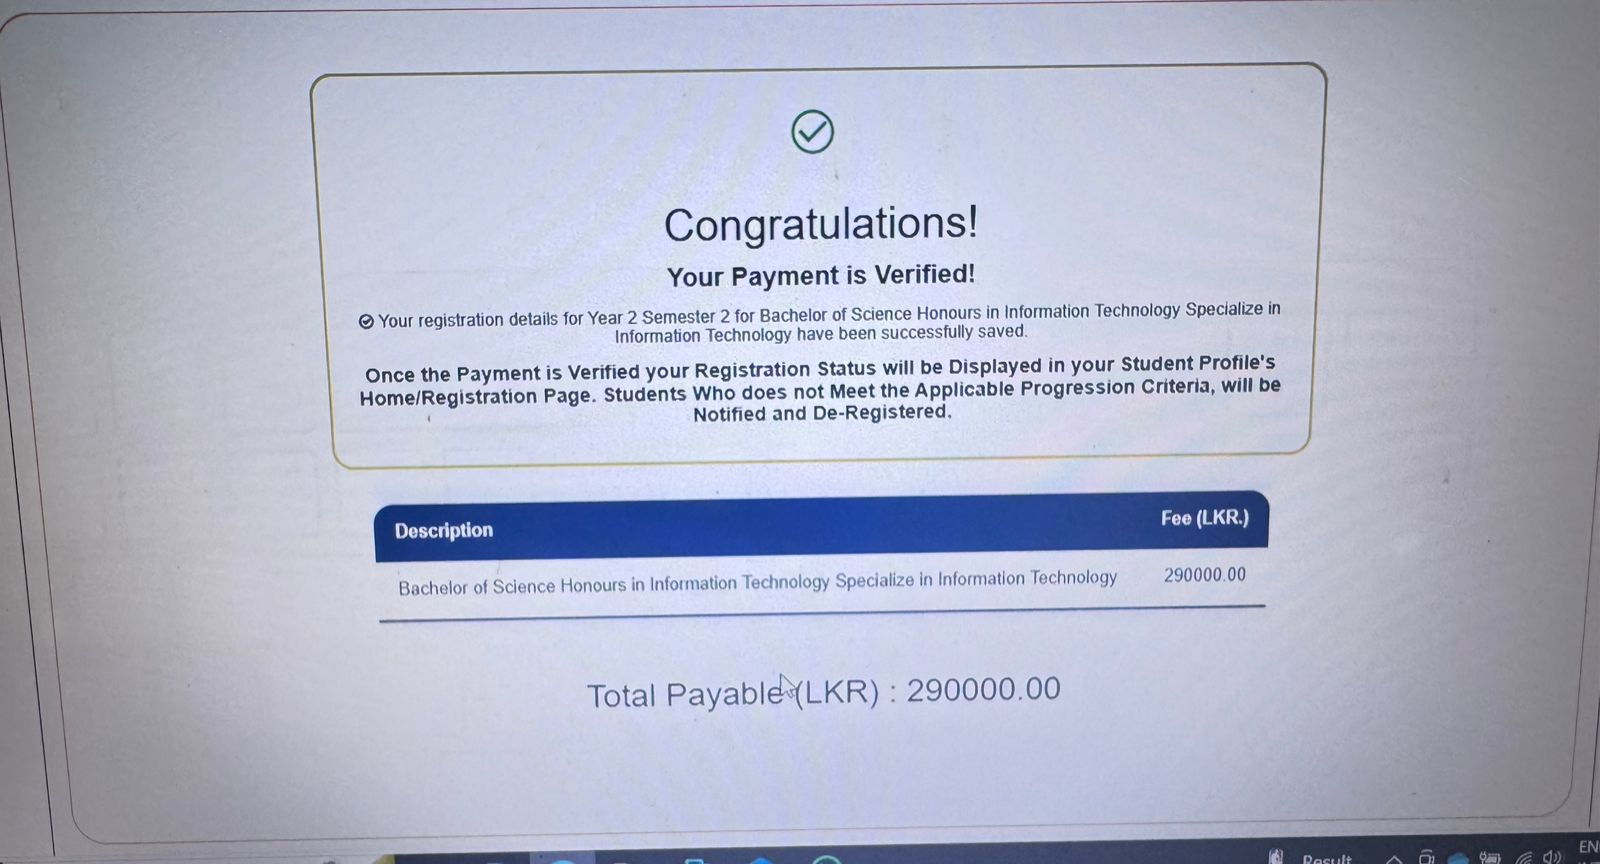 Congratulations!
Your Payment is Verified!
Your registration details for Year 2 Semester 2 for Bachelor of Science Honours in Information Technology Specialize in
Information Technology have been successfully saved.
Once the Payment is Verified your Registration Status will be Displayed in your Student Profile's
Home/Registration Page. Students Who does not Meet the Applicable Progression Criteria, will be
Notified and De-Registered.
Description Fee (LKR.)
Bachelor of Science Honours in Information Technology Specialize in Information Technology 290000.00
Total Payable (LKR) : 290000.00
Result
EN